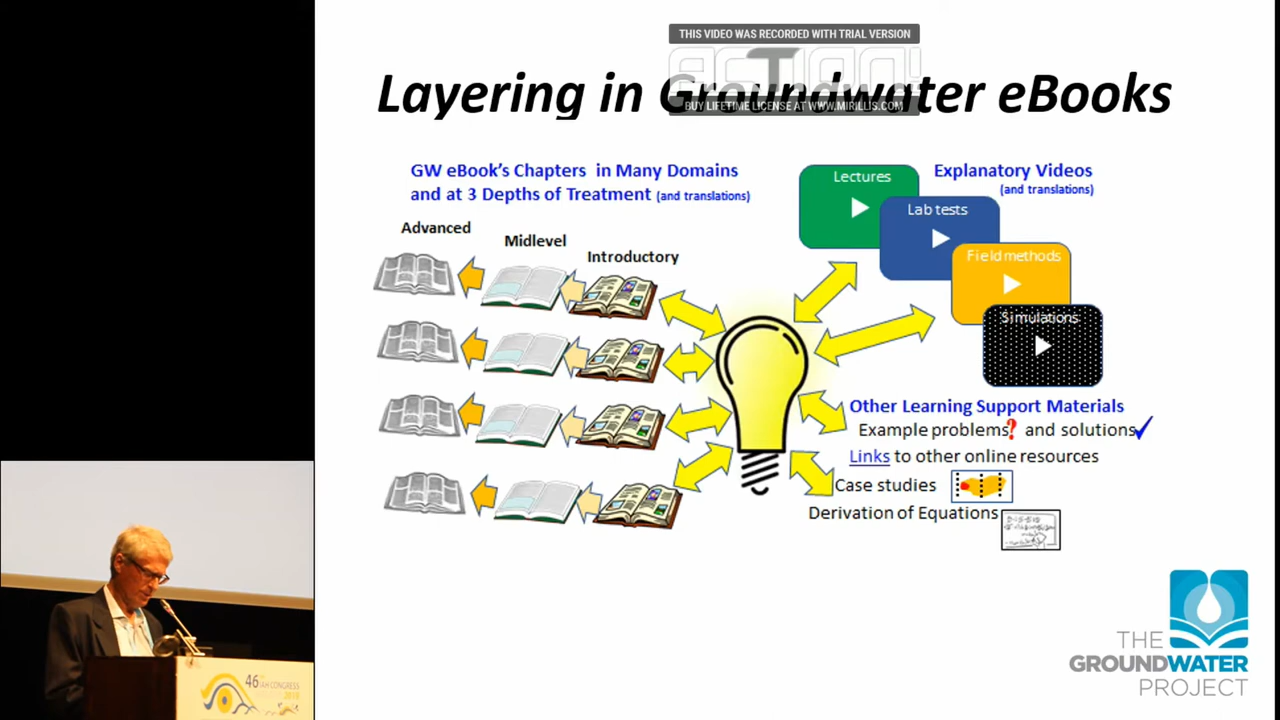 THIS VIDEO WAS RECORDED WITH TRIAL VERSION
ACTION!
BUY LIFETIME LICENSE AT WWW.MIRILLIS.COM
Layering in Groundwater eBooks
GW eBook's Chapters in Many Domains
and at 3 Depths of Treatment (and translations)
Advanced
Midlevel
Introductory
Lectures
Lab tests
Field methods
Simulations
Explanatory Videos
(and translations)
Other Learning Support Materials
Example problems? and solutions✓
Links to other online resources
Case studies
Derivation of Equations
THE
GROUNDWATER
PROJECT
46
IAH CONGRESS